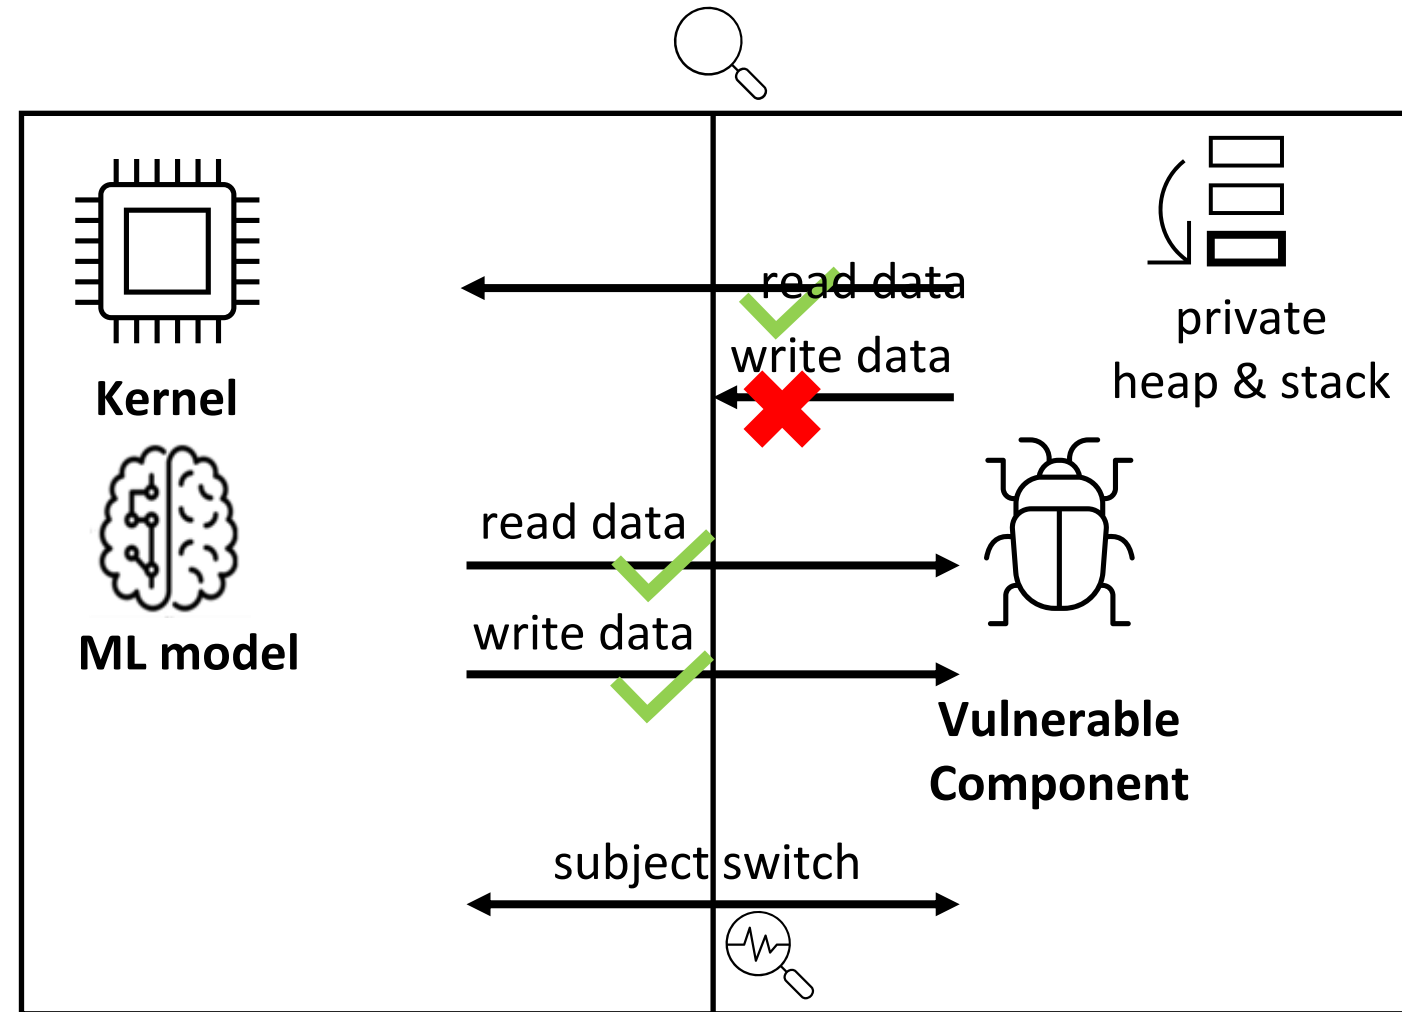 Kernel
ML model
read data
write data
read data
write data
subject switch
private
heap & stack
Vulnerable
Component